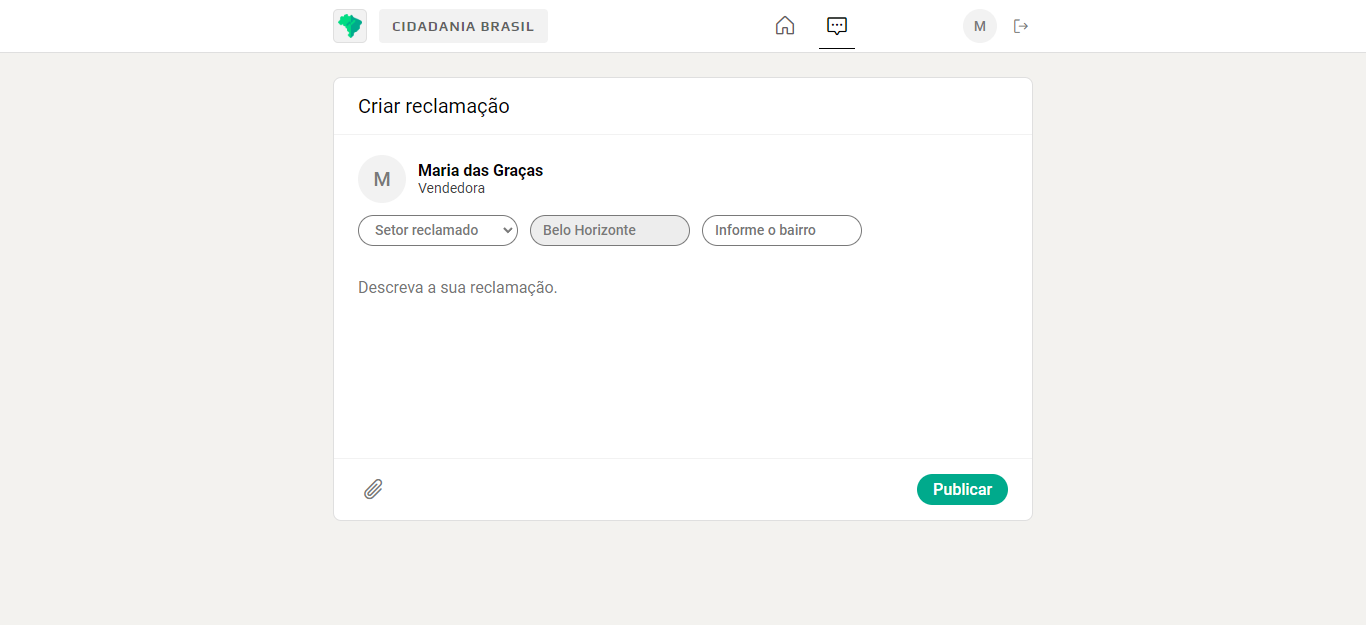 CIDADANIA BRASIL
M
Criar reclamação
M
Maria das Graças
Vendedora
Setor reclamado
Belo Horizonte
Informe o bairro
Descreva a sua reclamação.
Publicar